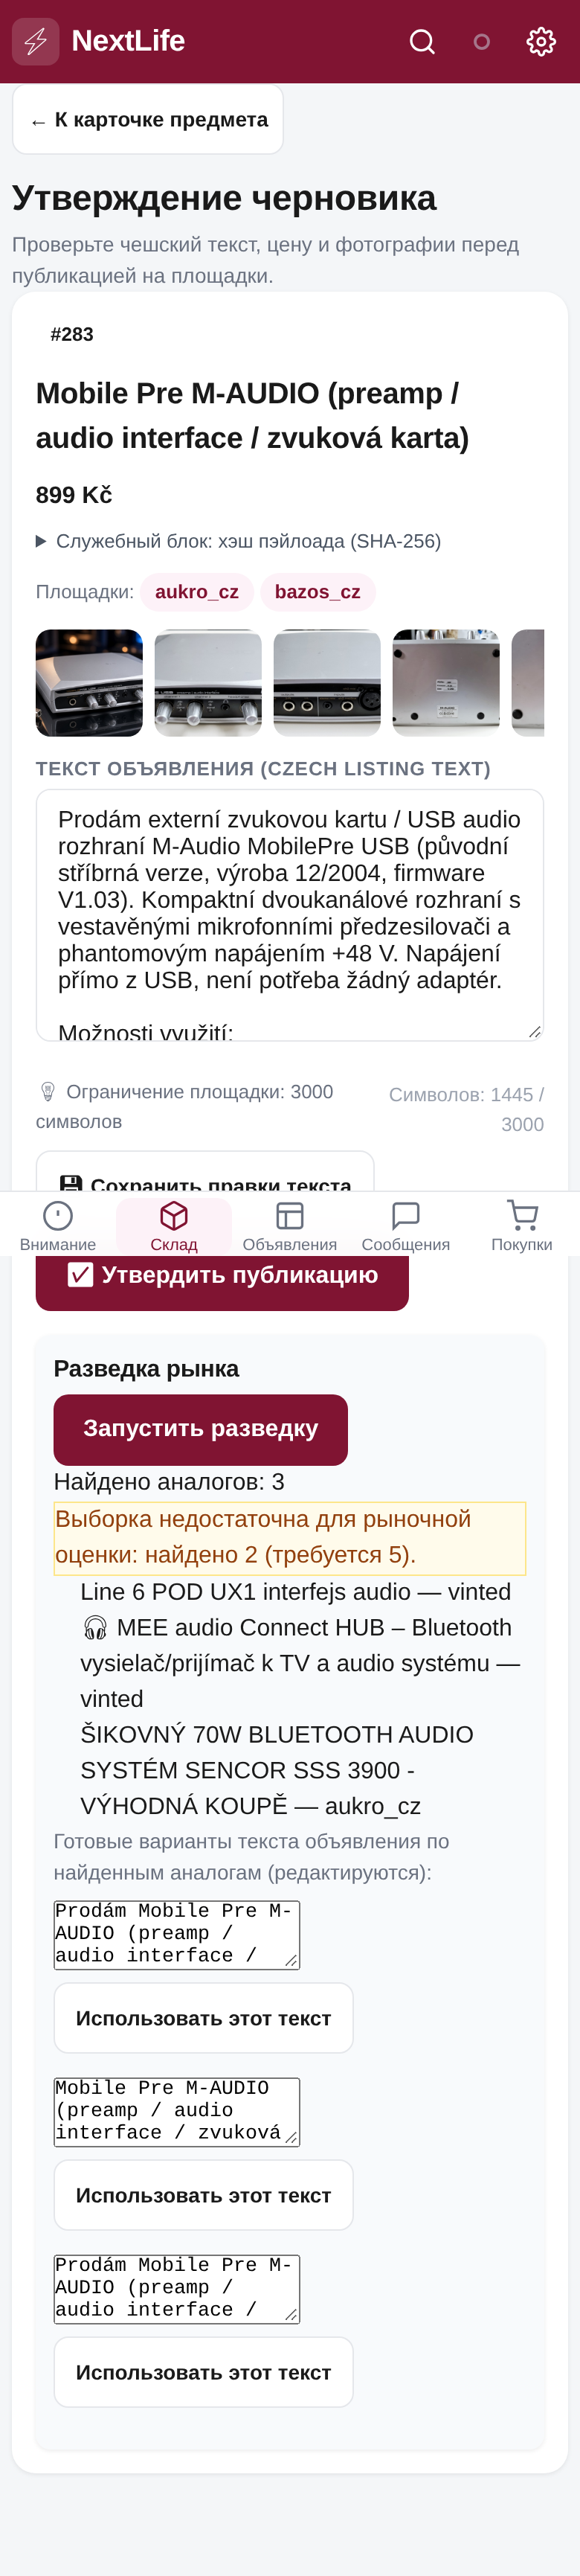 NextLife
← К карточке предмета
Утверждение черновика
Проверьте чешский текст, цену и фотографии перед
публикацией на площадки.
#283
Mobile Pre M-AUDIO (preamp /
audio interface / zvuková karta)
899 Kč
▶ Служебный блок: хэш пэйлоада (SHA-256)
Площадки: aukro_cz bazos_cz
ТЕКСТ ОБЪЯВЛЕНИЯ (CZECH LISTING TEXT)
Prodám externí zvukovou kartu / USB audio
rozhraní M-Audio MobilePre USB (původní
stříbrná verze, výroba 12/2004, firmware
V1.03). Kompaktní dvoukanálové rozhraní s
vestavěnými mikrofonními předzesilovači a
phantomovým napájením +48 V. Napájení
přímo z USB, není potřeba žádný adaptér.
Možnosti využití:
💡 Ограничение площадки: 3000
символов
Символов: 1445 /
3000
💾 Сохранить правки текста
Внимание
Склад
Объявления
Сообщения
Покупки
✅ Утвердить публикацию
Разведка рынка
Запустить разведку
Найдено аналогов: 3
Выборка недостаточна для рыночной
оценки: найдено 2 (требуется 5).
Line 6 POD UX1 interfejs audio — vinted
🎧 MEE audio Connect HUB – Bluetooth
vysielač/prijímač k TV a audio systému —
vinted
ŠIKOVNÝ 70W BLUETOOTH AUDIO
SYSTÉM SENCOR SSS 3900 -
VÝHODNÁ KOUPĚ — aukro_cz
Готовые варианты текста объявления по
найденным аналогам (редактируются):
Prodám Mobile Pre M-
AUDIO (preamp /
audio interface /
Использовать этот текст
Mobile Pre M-AUDIO
(preamp / audio
interface / zvuková
Использовать этот текст
Prodám Mobile Pre M-
AUDIO (preamp /
audio interface /
Использовать этот текст